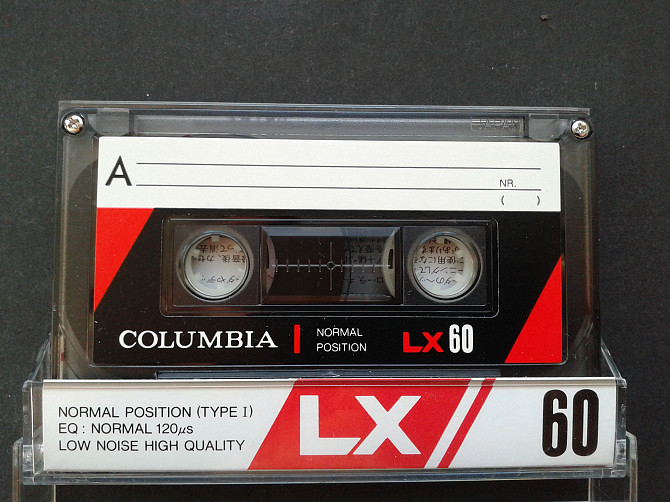 A
NR.
( )
COLUMBIA
NORMAL
POSITION
LX 60
NORMAL POSITION (TYPE I)
EQ : NORMAL 120μs
LOW NOISE HIGH QUALITY
LX
60